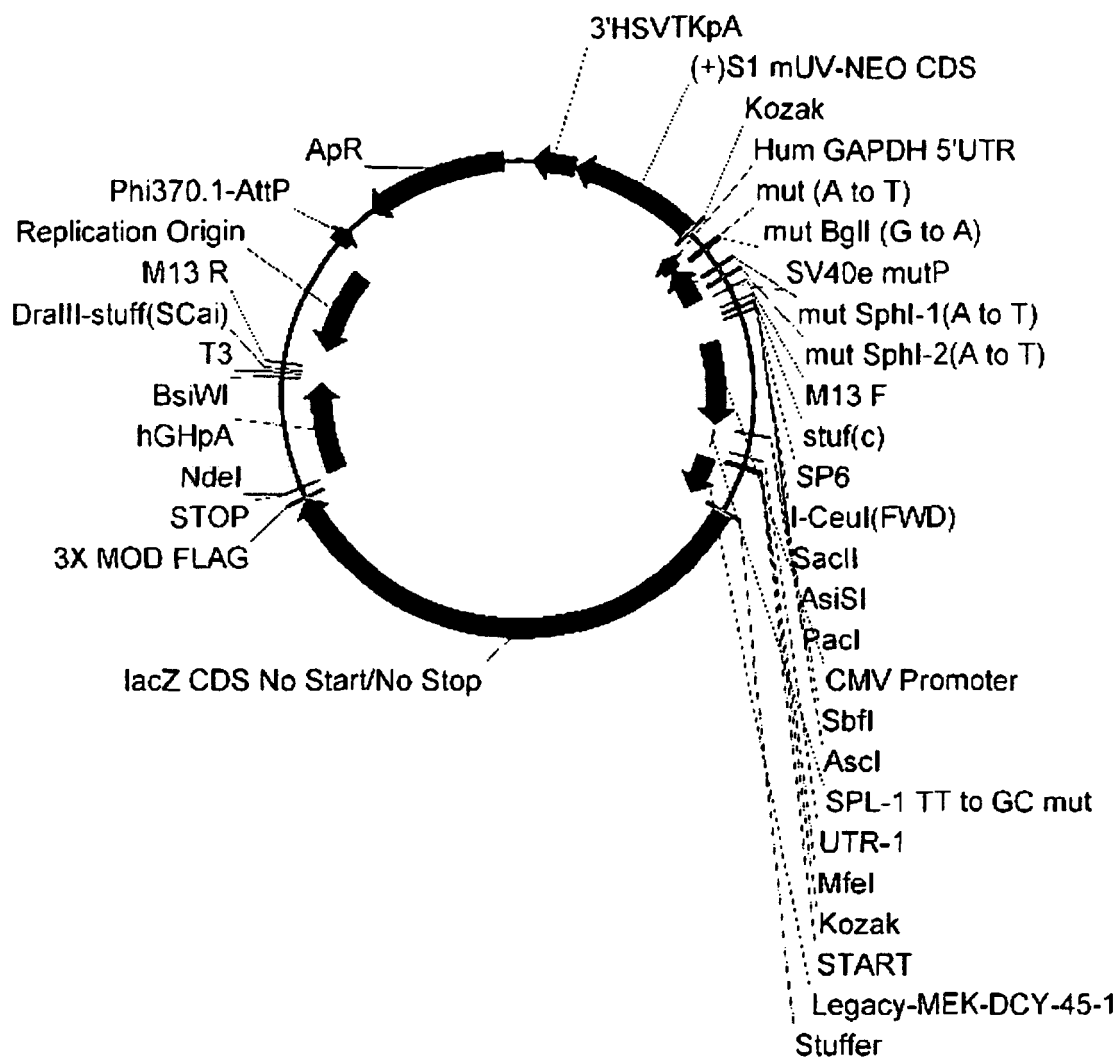 3'HSVTKpA
(+)S1 mUV-NEO CDS
Kozak
Hum GAPDH 5'UTR
mut (A to T)
mut BglI (G to A)
SV40e mutP
mut SphI-1(A to T)
mut SphI-2(A to T)
M13 F
stuf(c)
SP6
I-CeuI(FWD)
SacII
AsiSI
PacI
CMV Promoter
SbfI
AscI
SPL-1 TT to GC mut
UTR-1
MfeI
Kozak
START
Legacy-MEK-DCY-45-1
Stuffer
ApR
Phi370.1-AttP
Replication Origin
M13 R
DraIII-stuff(SCai)
T3
BsiWI
hGHpA
NdeI
STOP
3X MOD FLAG
lacZ CDS No Start/No Stop